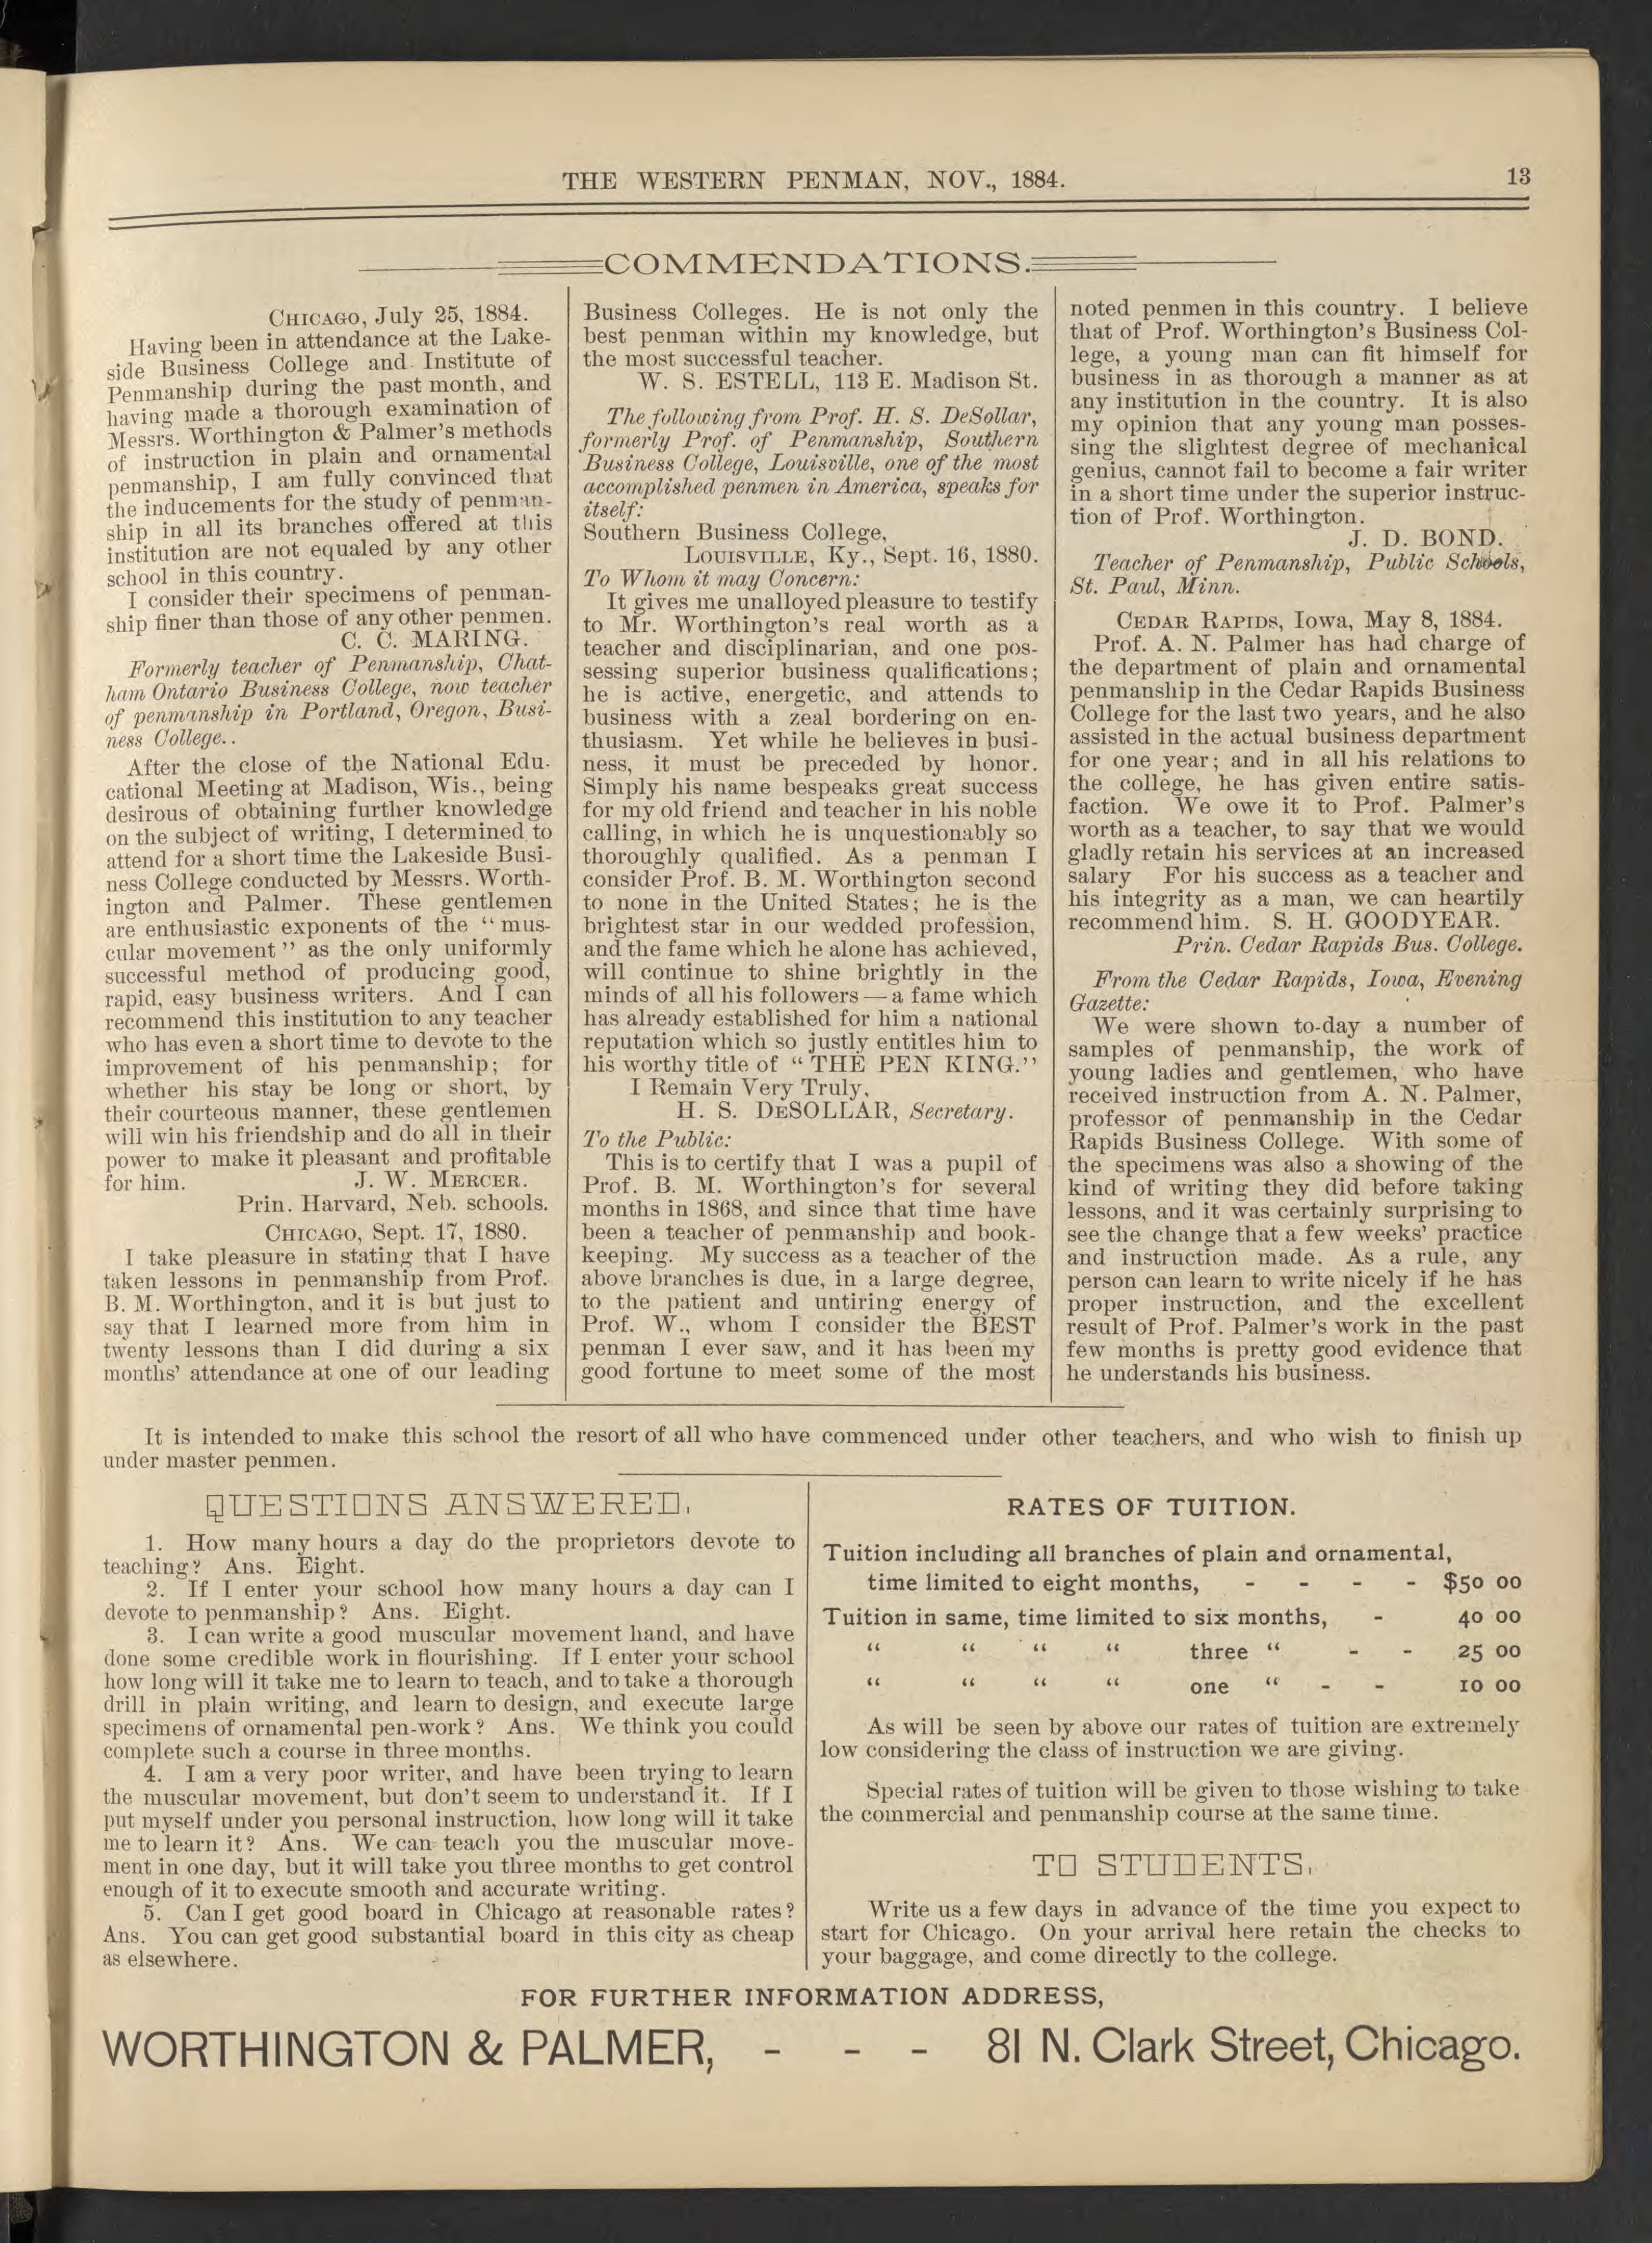 THE WESTERN PENMAN, NOV., 1884.
13
COMMENDATIONS.
CHICAGO, July 25, 1884.
Having been in attendance at the Lake-
side Business College and Institute of
Penmanship during the past month, and
having made a thorough examination of
Messrs. Worthington & Palmer's methods
of instruction in plain and ornamental
penmanship, I am fully convinced that
the inducements for the study of penman-
ship in all its branches offered at this
institution are not equaled by any other
school in this country.
I consider their specimens of penman-
ship finer than those of any other penmen.
C. C. MARING.
Formerly teacher of Penmanship, Chat-
ham Ontario Business College, now teacher
of penmanship in Portland, Oregon, Busi-
ness College..
After the close of the National Edu-
cational Meeting at Madison, Wis., being
desirous of obtaining further knowledge
on the subject of writing, I determined to
attend for a short time the Lakeside Busi-
ness College conducted by Messrs. Worth-
ington and Palmer. These gentlemen
are enthusiastic exponents of the "mus-
cular movement" as the only uniformly
successful method of producing good,
rapid, easy business writers. And I can
recommend this institution to any teacher
who has even a short time to devote to the
improvement of his penmanship; for
whether his stay be long or short, by
their courteous manner, these gentlemen
will win his friendship and do all in their
power to make it pleasant and profitable
for him. J. W. MERCER.
Prin. Harvard, Neb. schools.
CHICAGO, Sept. 17, 1880.
I take pleasure in stating that I have
taken lessons in penmanship from Prof.
B. M. Worthington, and it is but just to
say that I learned more from him in
twenty lessons than I did during a six
months' attendance at one of our leading
Business Colleges. He is not only the
best penman within my knowledge, but
the most successful teacher.
W. S. ESTELL, 113 E. Madison St.
The following from Prof. H. S. DeSollar,
formerly Prof. of Penmanship, Southern
Business College, Louisville, one of the most
accomplished penmen in America, speaks for
itself:
Southern Business College,
LOUISVILLE, Ky., Sept. 16, 1880.
To Whom it may Concern:
It gives me unalloyed pleasure to testify
to Mr. Worthington's real worth as a
teacher and disciplinarian, and one pos-
sessing superior business qualifications;
he is active, energetic, and attends to
business with a zeal bordering on en-
thusiasm. Yet while he believes in busi-
ness, it must be preceded by honor.
Simply his name bespeaks great success
for my old friend and teacher in his noble
calling, in which he is unquestionably so
thoroughly qualified. As a penman I
consider Prof. B. M. Worthington second
to none in the United States; he is the
brightest star in our wedded profession,
and the fame which he alone has achieved,
will continue to shine brightly in the
minds of all his followers — a fame which
has already established for him a national
reputation which so justly entitles him to
his worthy title of "THE PEN KING."
I Remain Very Truly,
H. S. DESOLLAR, Secretary.
To the Public:
This is to certify that I was a pupil of
Prof. B. M. Worthington's for several
months in 1868, and since that time have
been a teacher of penmanship and book-
keeping. My success as a teacher of the
above branches is due, in a large degree,
to the patient and untiring energy of
Prof. W., whom I consider the BEST
penman I ever saw, and it has been my
good fortune to meet some of the most
noted penmen in this country. I believe
that of Prof. Worthington's Business Col-
lege, a young man can fit himself for
business in as thorough a manner as at
any institution in the country. It is also
my opinion that any young man posses-
sing the slightest degree of mechanical
genius, cannot fail to become a fair writer
in a short time under the superior instruc-
tion of Prof. Worthington.
J. D. BOND.
Teacher of Penmanship, Public Schools,
St. Paul, Minn.
CEDAR RAPIDS, Iowa, May 8, 1884.
Prof. A. N. Palmer has had charge of
the department of plain and ornamental
penmanship in the Cedar Rapids Business
College for the last two years, and he also
assisted in the actual business department
for one year; and in all his relations to
the college, he has given entire satis-
faction. We owe it to Prof. Palmer's
worth as a teacher, to say that we would
gladly retain his services at an increased
salary For his success as a teacher and
his integrity as a man, we can heartily
recommend him. S. H. GOODYEAR.
Prin. Cedar Rapids Bus. College.
From the Cedar Rapids, Iowa, Evening
Gazette:
We were shown to-day a number of
samples of penmanship, the work of
young ladies and gentlemen, who have
received instruction from A. N. Palmer,
professor of penmanship in the Cedar
Rapids Business College. With some of
the specimens was also a showing of the
kind of writing they did before taking
lessons, and it was certainly surprising to
see the change that a few weeks' practice
and instruction made. As a rule, any
person can learn to write nicely if he has
proper instruction, and the excellent
result of Prof. Palmer's work in the past
few months is pretty good evidence that
he understands his business.
It is intended to make this school the resort of all who have commenced under other teachers, and who wish to finish up
under master penmen.
QUESTIONS ANSWERED.
1. How many hours a day do the proprietors devote to
teaching? Ans. Eight.
2. If I enter your school how many hours a day can I
devote to penmanship? Ans. Eight.
3. I can write a good muscular movement hand, and have
done some credible work in flourishing. If I enter your school
how long will it take me to learn to teach, and to take a thorough
drill in plain writing, and learn to design, and execute large
specimens of ornamental pen-work? Ans. We think you could
complete such a course in three months.
4. I am a very poor writer, and have been trying to learn
the muscular movement, but don't seem to understand it. If I
put myself under you personal instruction, how long will it take
me to learn it? Ans. We can teach you the muscular move-
ment in one day, but it will take you three months to get control
enough of it to execute smooth and accurate writing.
5. Can I get good board in Chicago at reasonable rates?
Ans. You can get good substantial board in this city as cheap
as elsewhere.
RATES OF TUITION.
Tuition including all branches of plain and ornamental,
time limited to eight months, - - - - $50 00
Tuition in same, time limited to six months, - 40 00
" " " " three " - - 25 00
" " " " one " - - 10 00
As will be seen by above our rates of tuition are extremely
low considering the class of instruction we are giving.
Special rates of tuition will be given to those wishing to take
the commercial and penmanship course at the same time.
TO STUDENTS.
Write us a few days in advance of the time you expect to
start for Chicago. On your arrival here retain the checks to
your baggage, and come directly to the college.
FOR FURTHER INFORMATION ADDRESS,
WORTHINGTON & PALMER, - - - 81 N. Clark Street, Chicago.